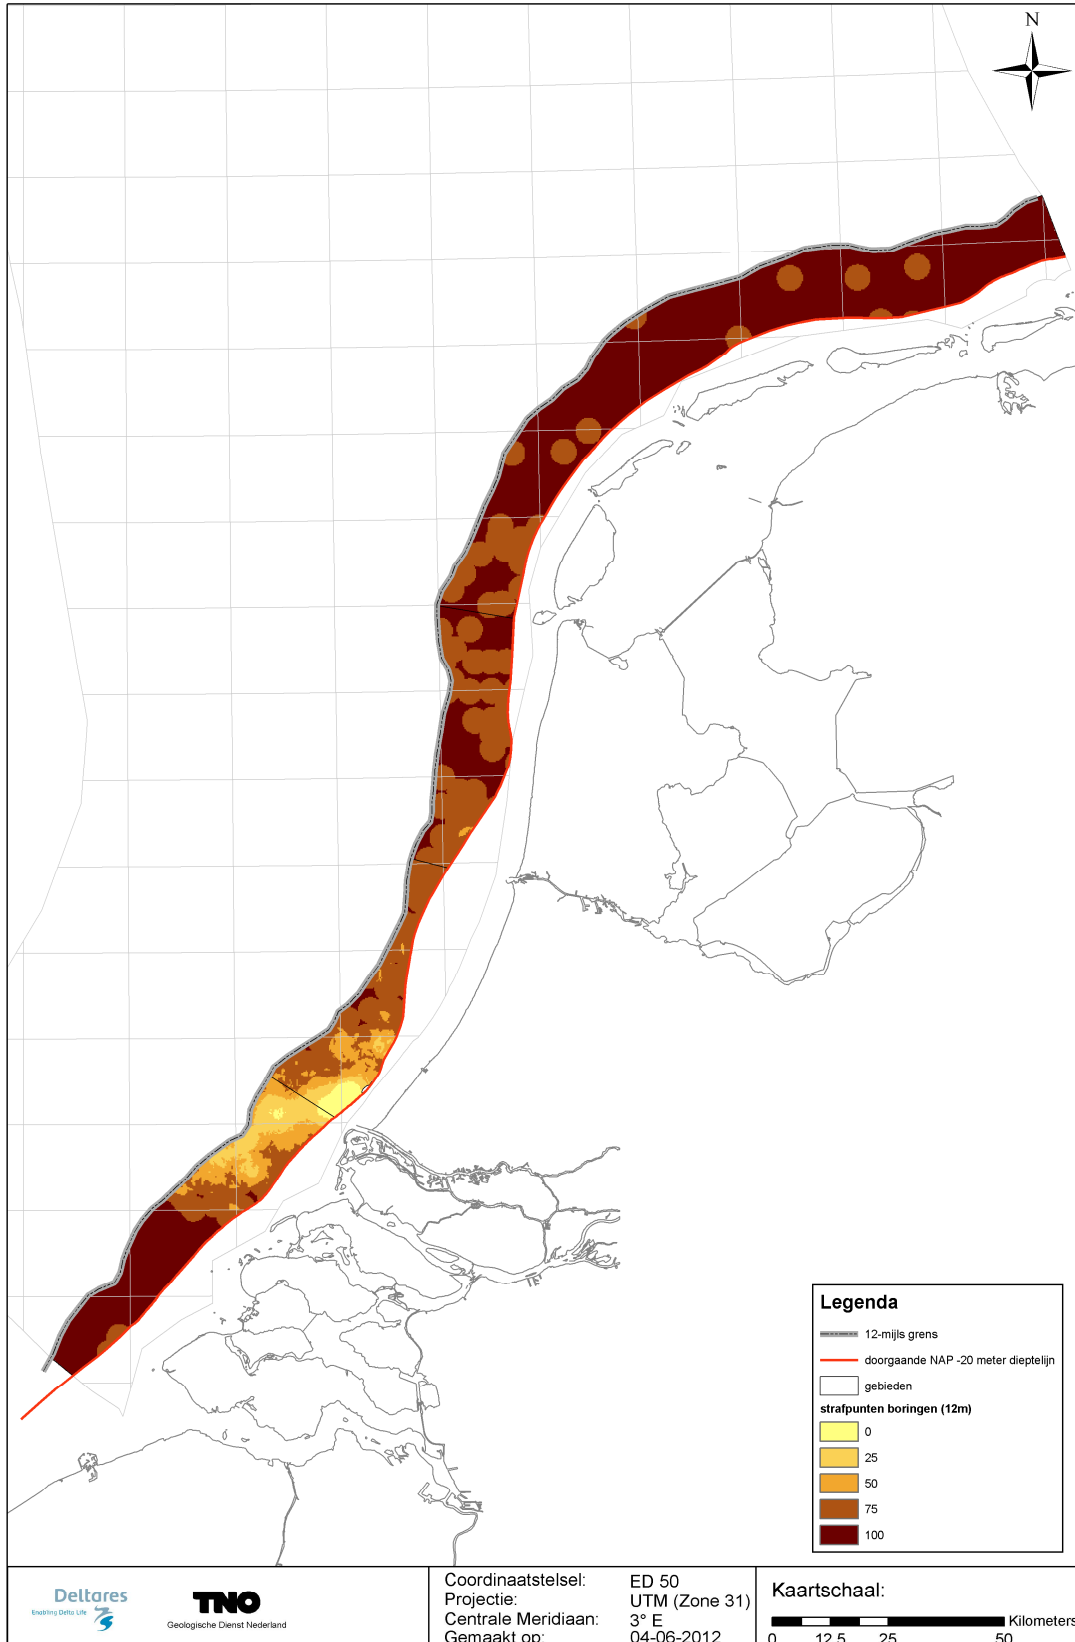 N
Legenda
12-mijls grens
doorgaande NAP -20 meter dieptelijn
gebieden
strafpunten boringen (12m)
0
25
50
75
100
Deltares
Enabling Delta Life
TNO
Geologische Dienst Nederland
Coordinaatstelsel: ED 50
Projectie: UTM (Zone 31)
Centrale Meridiaan: 3° E
Gemaakt op: 04-06-2012
Kaartschaal:
Kilometers
0 12,5 25 50